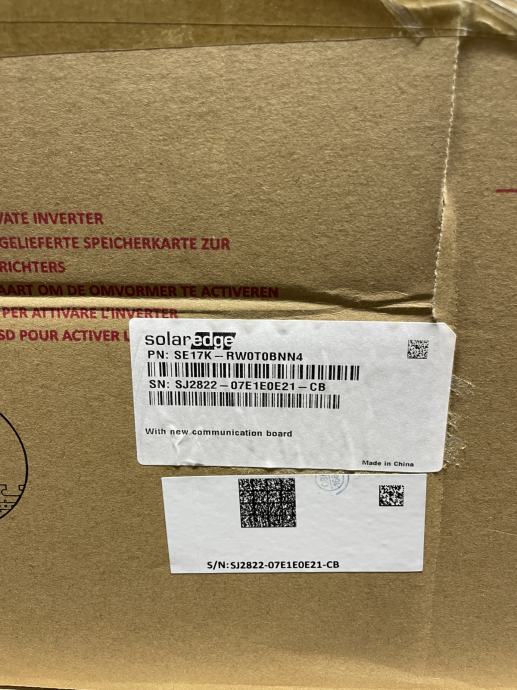 VATE INVERTER
GELIEFERTE SPEICHERKARTE ZUR
RICHTERS
AART OM DE OMVORMER TE ACTIVEREN
PER ATTIVARE L'INVERTER
SD POUR ACTIVER L
solaredge
PN: SE17K-RW0T0BNN4
SN: SJ2822-07E1E0E21-CB
With new communication board
Made in China
S/N:SJ2822-07E1E0E21-CB